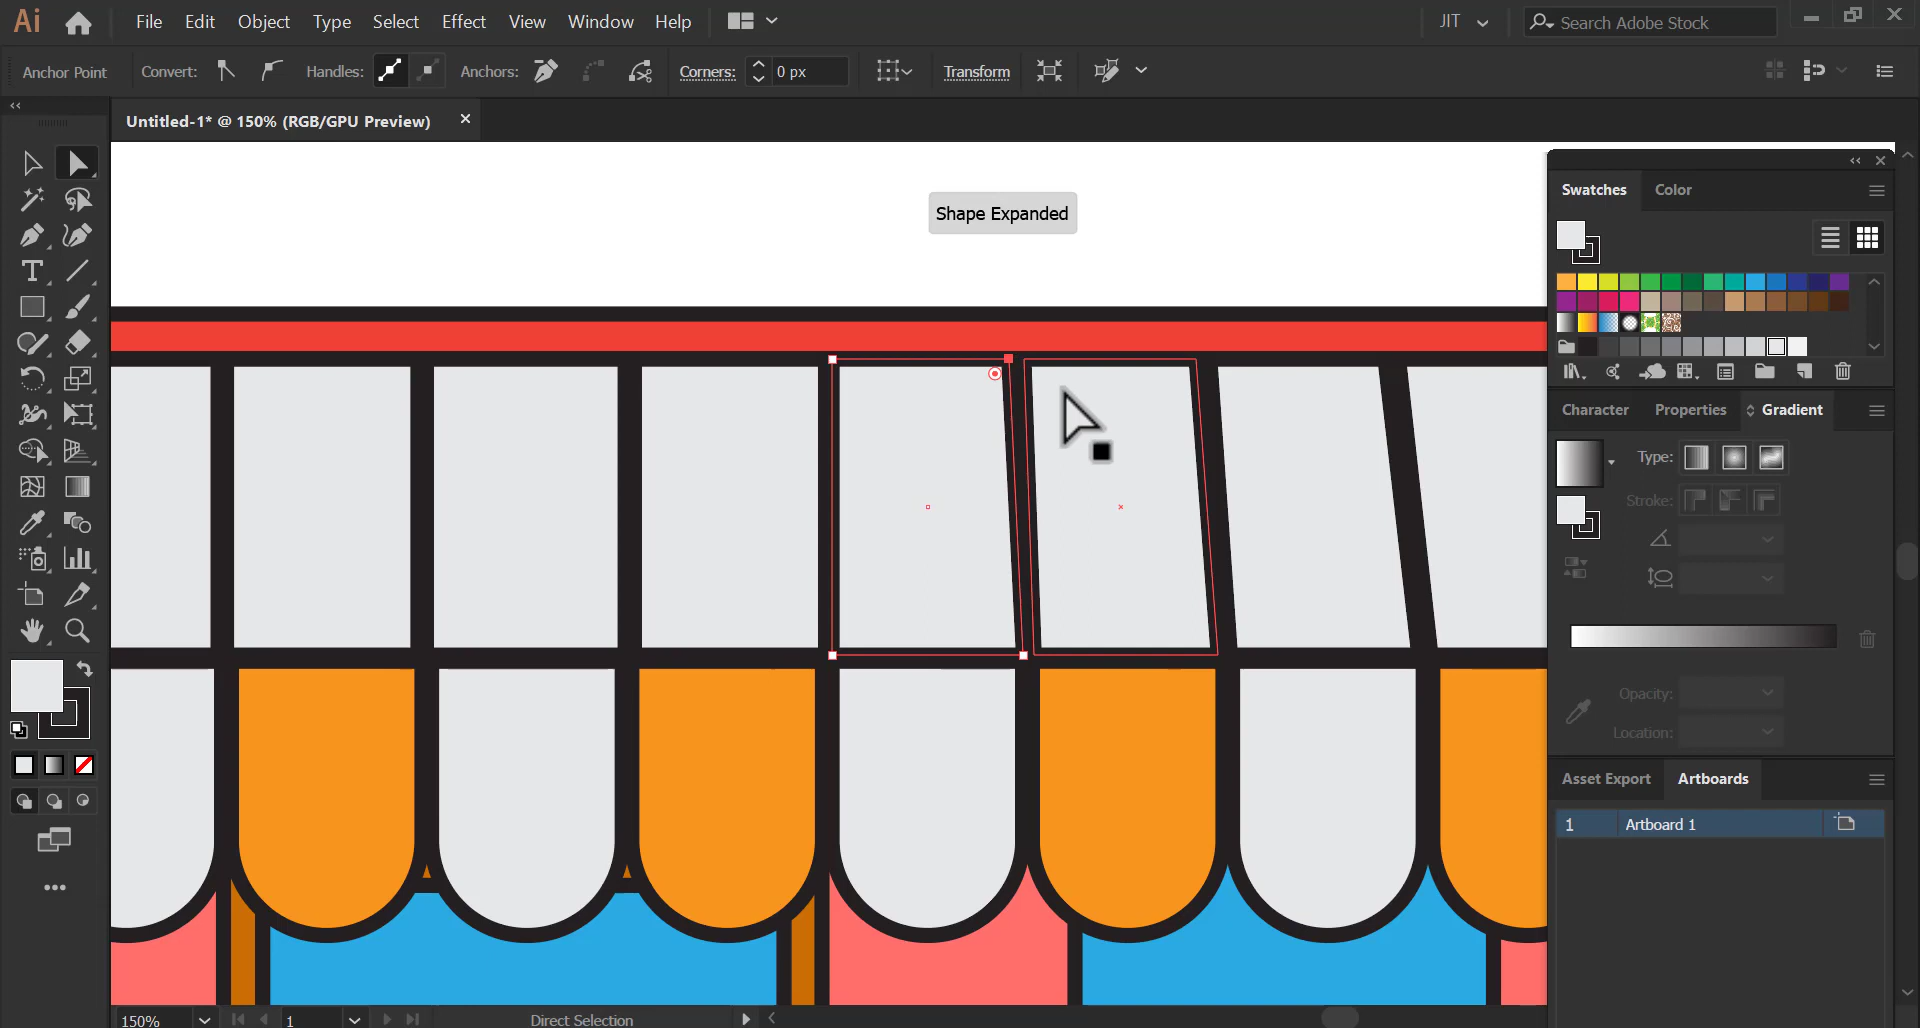 Ai File Edit Object Type Select Effect View Window Help JIT Search Adobe Stock
Anchor Point Convert: Handles: Anchors: Corners: 0 px Transform
Untitled-1* @ 150% (RGB/GPU Preview)
Shape Expanded
Swatches Color
Character Properties Gradient
Type:
Stroke:
Opacity:
Location:
Asset Export Artboards
1 Artboard 1
150% 1 Direct Selection